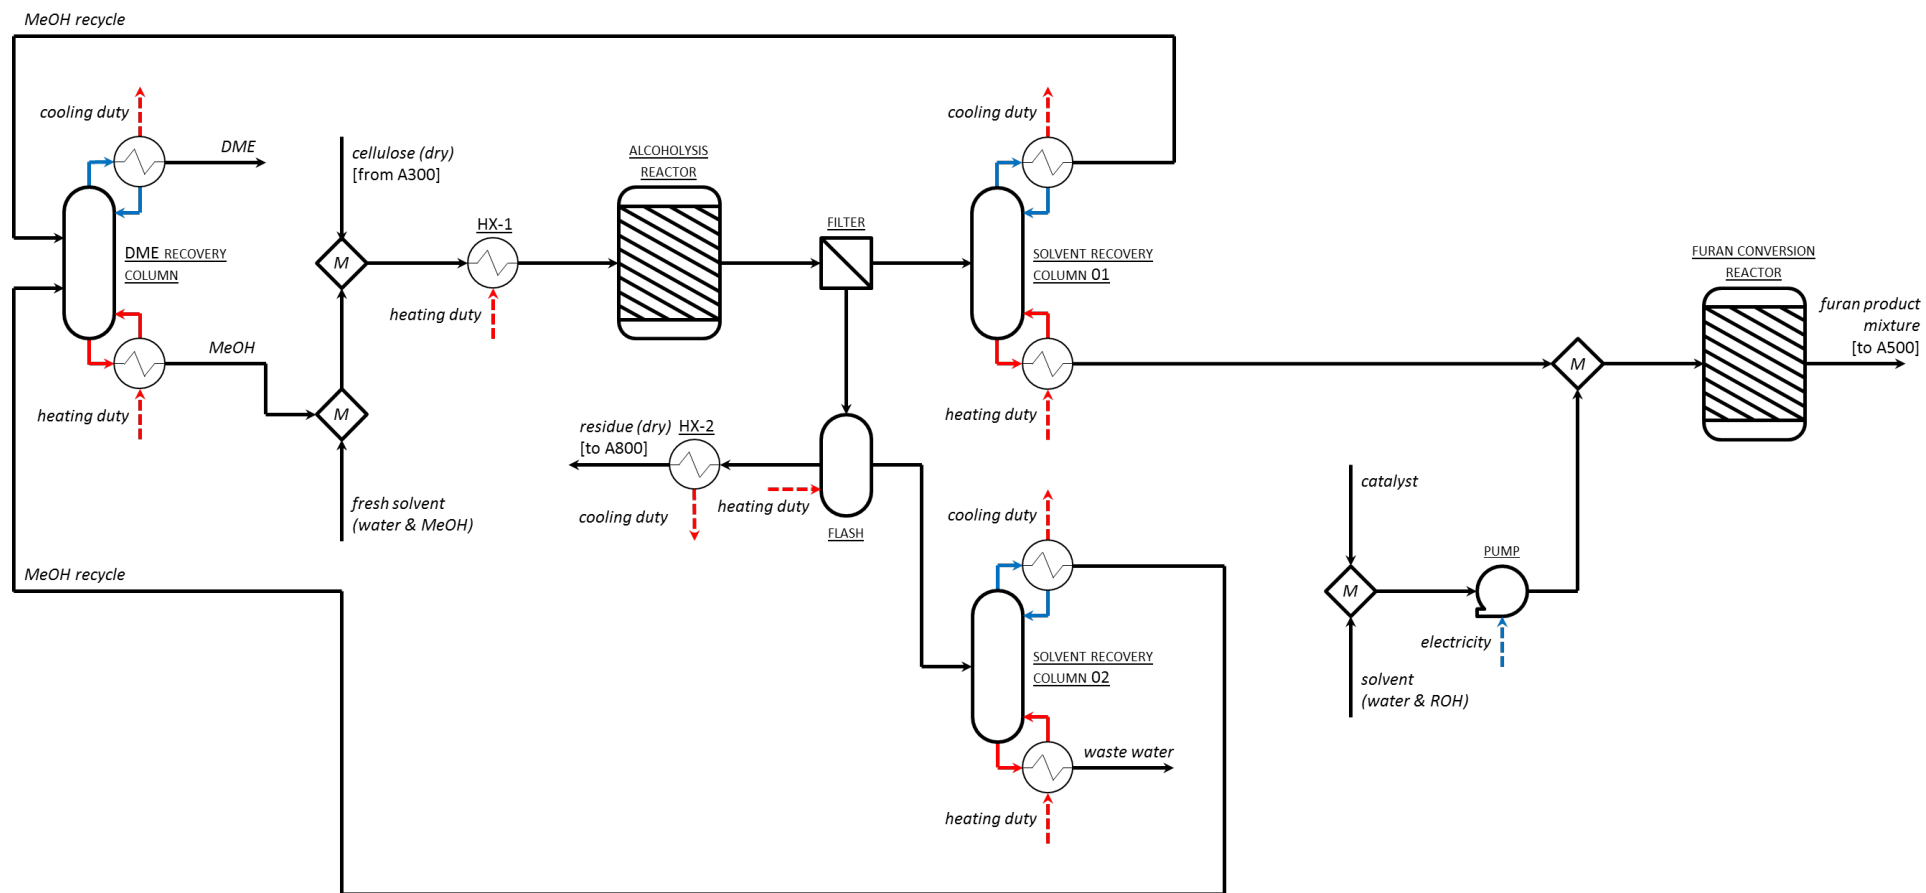 MeOH recycle
cooling duty
DME
DME RECOVERY
COLUMN
MeOH
heating duty
cellulose (dry)
[from A300]
M
M
fresh solvent
(water & MeOH)
MeOH recycle
HX-1
heating duty
ALCOHOLYSIS
REACTOR
FILTER
residue (dry)
[to A800]
HX-2
cooling duty
heating duty
FLASH
cooling duty
SOLVENT RECOVERY
COLUMN 01
heating duty
cooling duty
SOLVENT RECOVERY
COLUMN 02
waste water
heating duty
catalyst
M
solvent
(water & ROH)
PUMP
electricity
M
FURAN CONVERSION
REACTOR
furan product
mixture
[to A500]